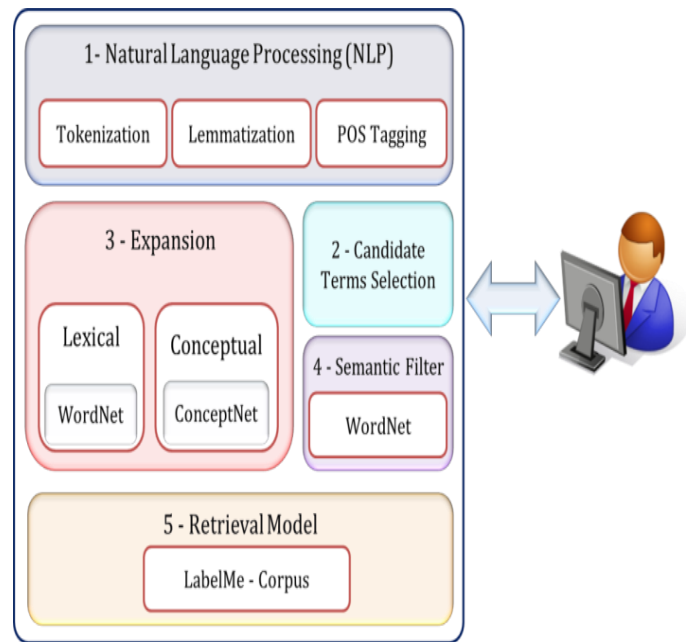 1- Natural Language Processing (NLP)
Tokenization
Lemmatization
POS Tagging
3 - Expansion
Lexical
WordNet
Conceptual
ConceptNet
2 - Candidate
Terms Selection
4 - Semantic Filter
WordNet
5 - Retrieval Model
LabelMe - Corpus